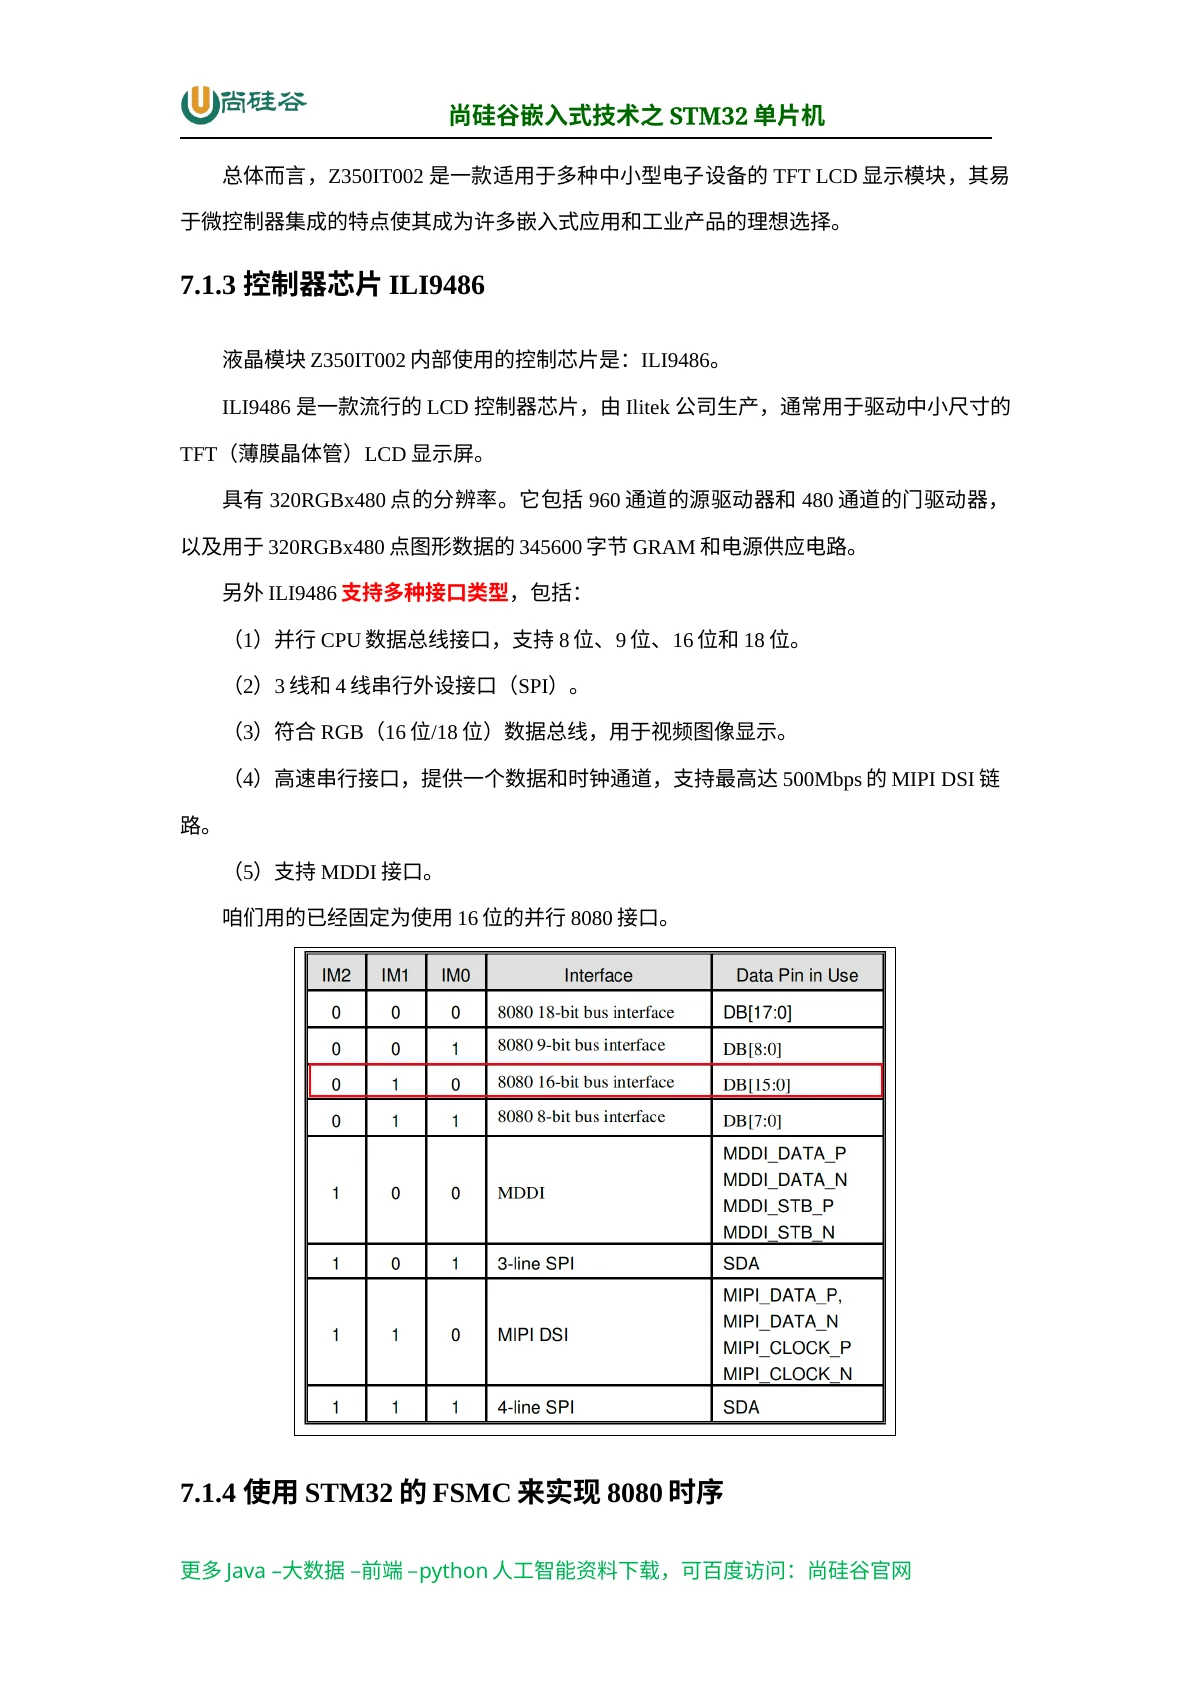 尚硅谷
尚硅谷嵌入式技术之 STM32 单片机
总体而言，Z350IT002 是一款适用于多种中小型电子设备的 TFT LCD 显示模块，其易
于微控制器集成的特点使其成为许多嵌入式应用和工业产品的理想选择。
7.1.3 控制器芯片 ILI9486
液晶模块 Z350IT002 内部使用的控制芯片是：ILI9486。
ILI9486 是一款流行的 LCD 控制器芯片，由 Ilitek 公司生产，通常用于驱动中小尺寸的
TFT（薄膜晶体管）LCD 显示屏。
具有 320RGBx480 点的分辨率。它包括 960 通道的源驱动器和 480 通道的门驱动器，
以及用于 320RGBx480 点图形数据的 345600 字节 GRAM 和电源供应电路。
另外 ILI9486 支持多种接口类型，包括：
（1）并行 CPU 数据总线接口，支持 8 位、9 位、16 位和 18 位。
（2）3 线和 4 线串行外设接口（SPI）。
（3）符合 RGB（16 位/18 位）数据总线，用于视频图像显示。
（4）高速串行接口，提供一个数据和时钟通道，支持最高达 500Mbps 的 MIPI DSI 链
路。
（5）支持 MDDI 接口。
咱们用的已经固定为使用 16 位的并行 8080 接口。
IM2 IM1 IM0 Interface Data Pin in Use
0 0 0 8080 18-bit bus interface DB[17:0]
0 0 1 8080 9-bit bus interface DB[8:0]
0 1 0 8080 16-bit bus interface DB[15:0]
0 1 1 8080 8-bit bus interface DB[7:0]
1 0 0 MDDI MDDI_DATA_P
MDDI_DATA_N
MDDI_STB_P
MDDI_STB_N
1 0 1 3-line SPI SDA
1 1 0 MIPI DSI MIPI_DATA_P,
MIPI_DATA_N
MIPI_CLOCK_P
MIPI_CLOCK_N
1 1 1 4-line SPI SDA
7.1.4 使用 STM32 的 FSMC 来实现 8080 时序
更多 Java –大数据 –前端 –python 人工智能资料下载，可百度访问：尚硅谷官网